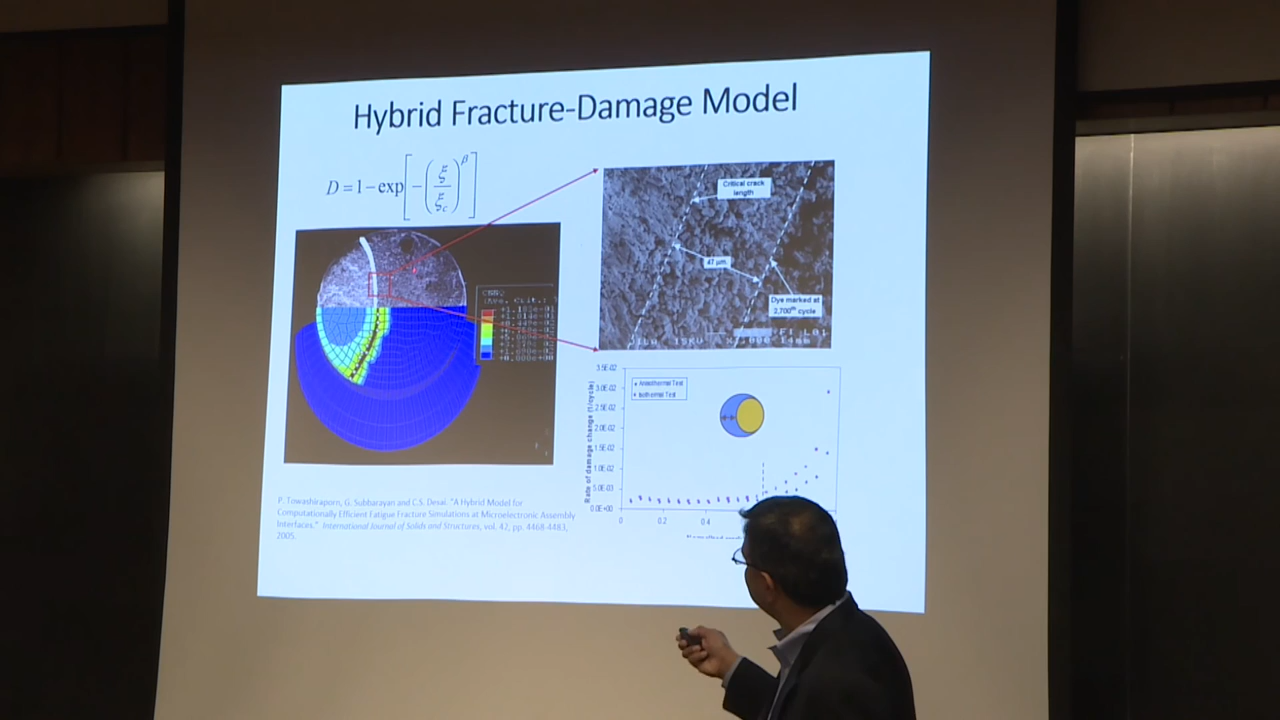 Hybrid Fracture-Damage Model
D = 1 − exp[−(ξ/ξc)^β]
Critical crack
length
47 µm
Dye marked at
2,700th cycle
3.5E-02
3.0E-02
2.5E-02
2.0E-02
1.5E-02
1.0E-02
5.0E-03
0.0E+00
Rate of damage change (1/cycle)
Anisothermal Test
Isothermal Test
0
0.2
0.4
P. Towashiraporn, G. Subbarayan and C.S. Desai. "A Hybrid Model for
Computationally Efficient Fatigue Fracture Simulations at Microelectronic Assembly
Interfaces." International Journal of Solids and Structures, vol. 42, pp. 4468-4483,
2005.